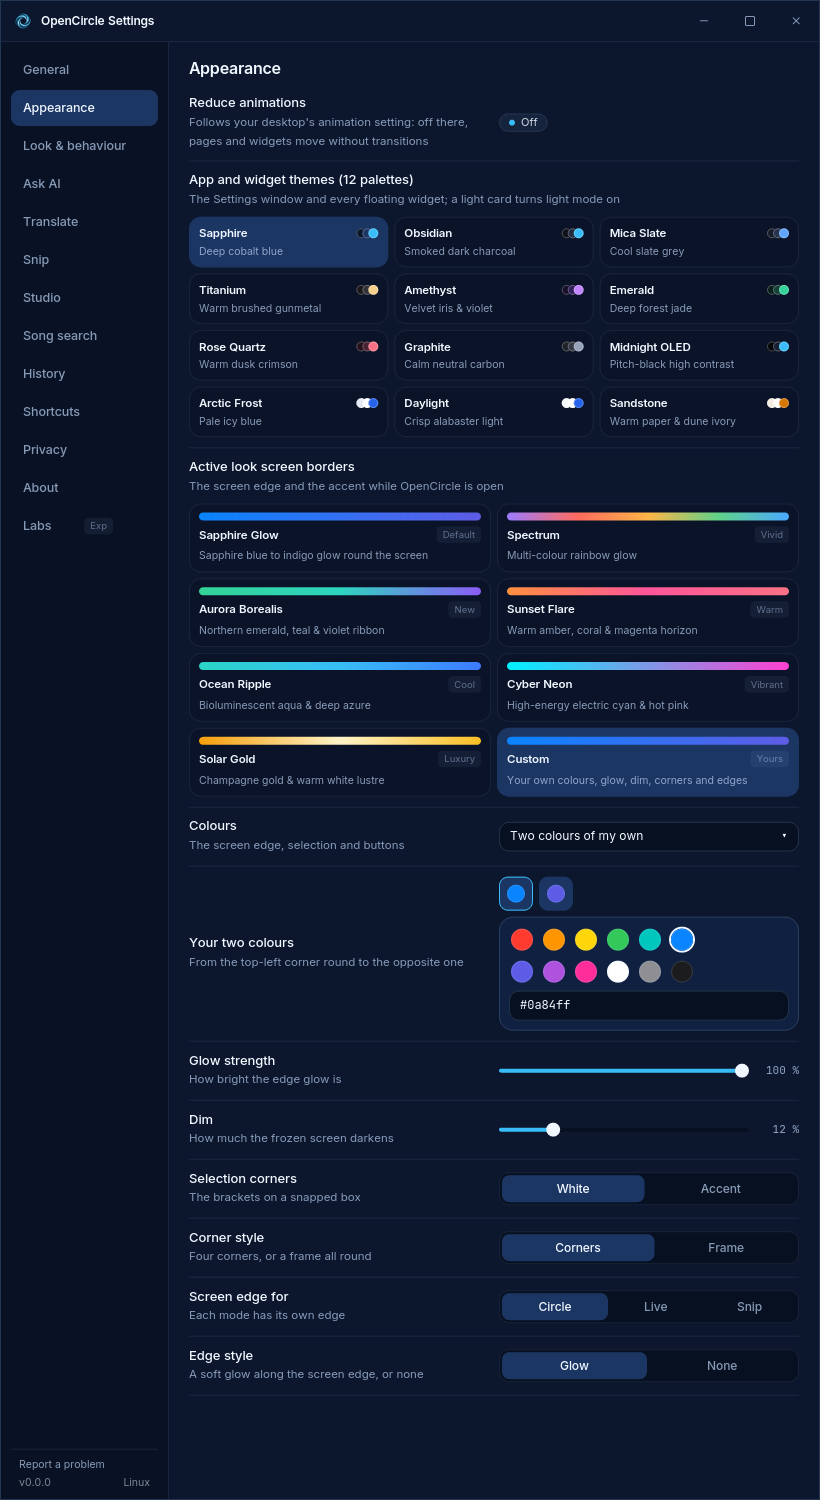 OpenCircle Settings
General
Appearance
Look & behaviour
Ask AI
Translate
Snip
Studio
Song search
History
Shortcuts
Privacy
About
Labs Exp
Report a problem
v0.0.0 Linux
Appearance
Reduce animations
Follows your desktop's animation setting: off there,
pages and widgets move without transitions
Off
App and widget themes (12 palettes)
The Settings window and every floating widget; a light card turns light mode on
Sapphire
Deep cobalt blue
Obsidian
Smoked dark charcoal
Mica Slate
Cool slate grey
Titanium
Warm brushed gunmetal
Amethyst
Velvet iris & violet
Emerald
Deep forest jade
Rose Quartz
Warm dusk crimson
Graphite
Calm neutral carbon
Midnight OLED
Pitch-black high contrast
Arctic Frost
Pale icy blue
Daylight
Crisp alabaster light
Sandstone
Warm paper & dune ivory
Active look screen borders
The screen edge and the accent while OpenCircle is open
Sapphire Glow Default
Sapphire blue to indigo glow round the screen
Spectrum Vivid
Multi-colour rainbow glow
Aurora Borealis New
Northern emerald, teal & violet ribbon
Sunset Flare Warm
Warm amber, coral & magenta horizon
Ocean Ripple Cool
Bioluminescent aqua & deep azure
Cyber Neon Vibrant
High-energy electric cyan & hot pink
Solar Gold Luxury
Champagne gold & warm white lustre
Custom Yours
Your own colours, glow, dim, corners and edges
Colours
The screen edge, selection and buttons
Two colours of my own
Your two colours
From the top-left corner round to the opposite one
#0a84ff
Glow strength
How bright the edge glow is
100 %
Dim
How much the frozen screen darkens
12 %
Selection corners
The brackets on a snapped box
White Accent
Corner style
Four corners, or a frame all round
Corners Frame
Screen edge for
Each mode has its own edge
Circle Live Snip
Edge style
A soft glow along the screen edge, or none
Glow None